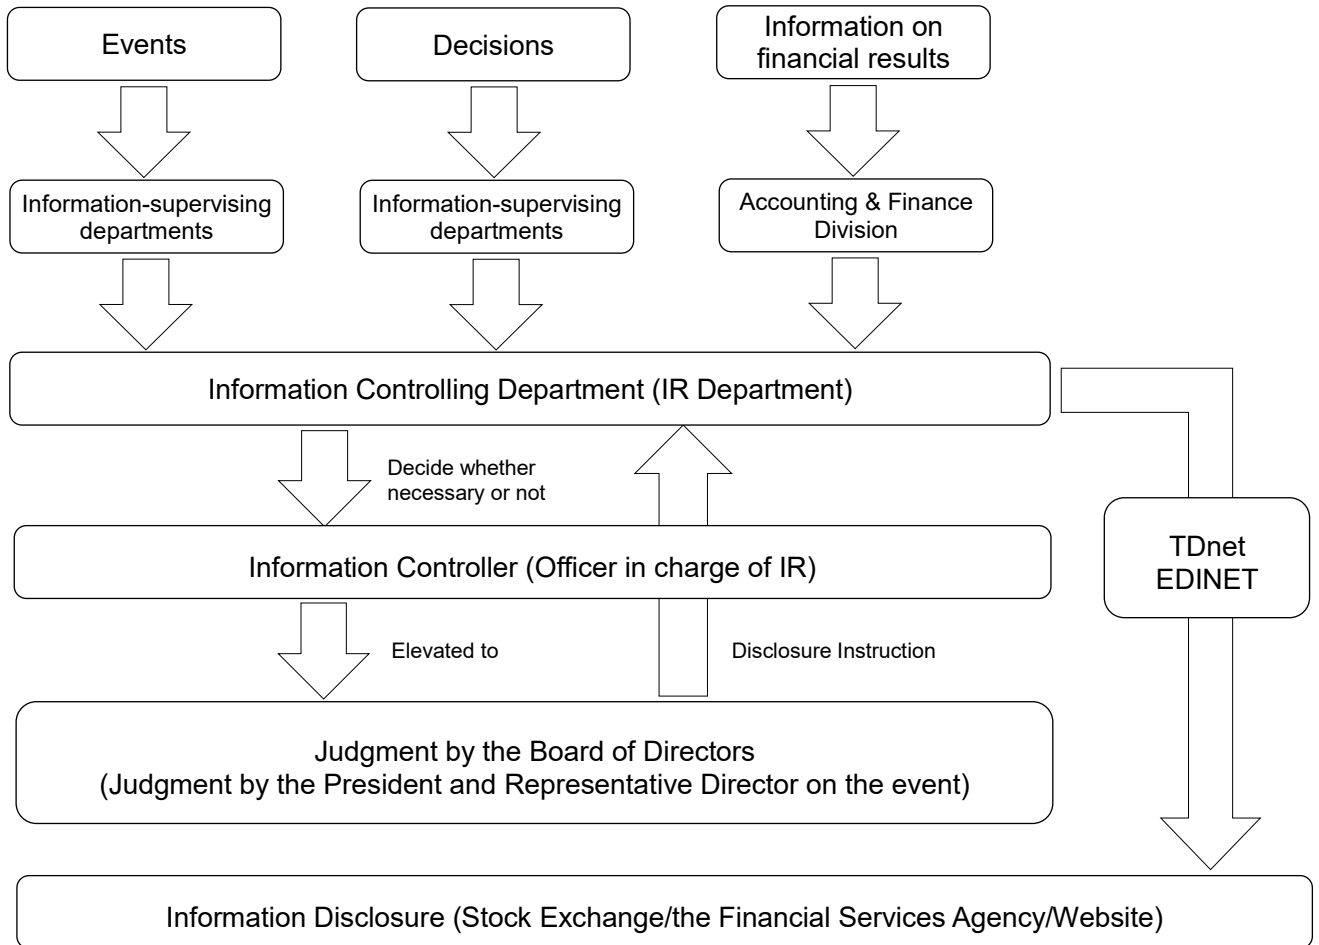 Events
Decisions
Information on
financial results
Information-supervising
departments
Information-supervising
departments
Accounting & Finance
Division
Information Controlling Department (IR Department)
Decide whether
necessary or not
Information Controller (Officer in charge of IR)
TDnet
EDINET
Elevated to
Disclosure Instruction
Judgment by the Board of Directors
(Judgment by the President and Representative Director on the event)
Information Disclosure (Stock Exchange/the Financial Services Agency/Website)